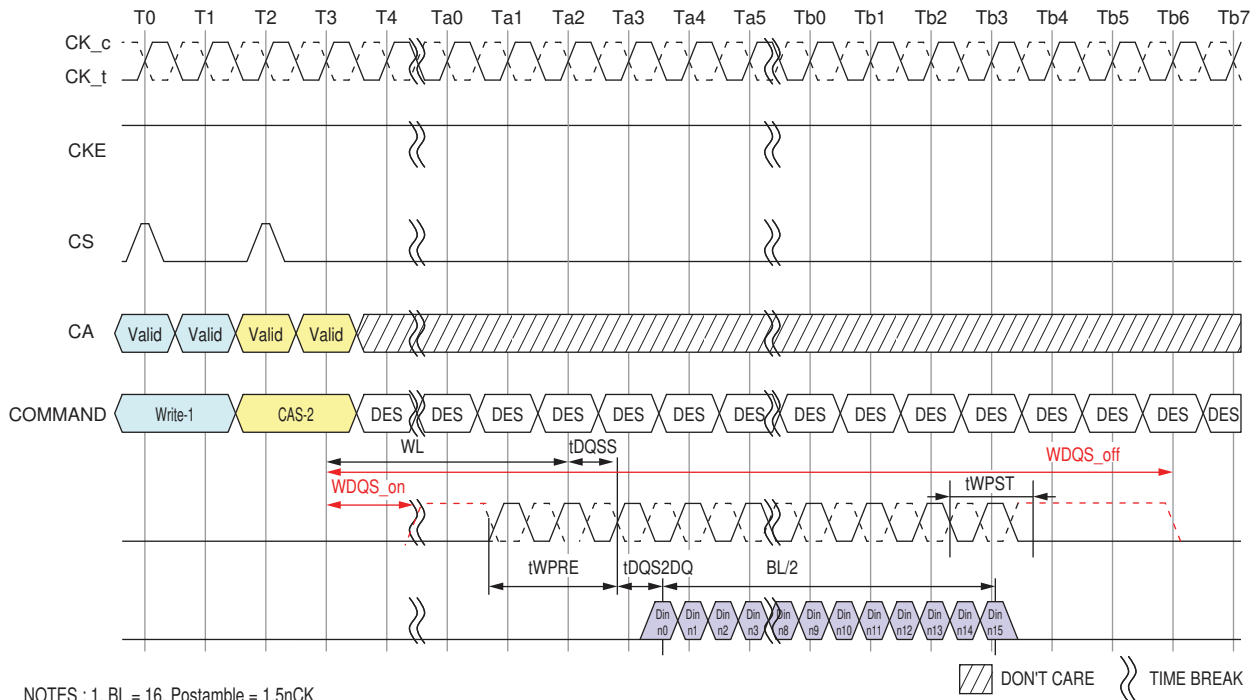 T0 T1 T2 T3 T4 Ta0 Ta1 Ta2 Ta3 Ta4 Ta5 Tb0 Tb1 Tb2 Tb3 Tb4 Tb5 Tb6 Tb7
CK_c
CK_t
CKE
CS
CA Valid Valid Valid Valid
COMMAND Write-1 CAS-2 DES DES DES DES DES DES DES DES DES DES DES DES DES DES DES
WL tDQSS
WDQS_off
WDQS_on
tWPST
tWPRE tDQS2DQ BL/2
Din Din Din Din Din Din Din Din Din Din Din Din
n0 n1 n2 n3 n8 n9 n10 n11 n12 n13 n14 n15
DON'T CARE TIME BREAK
NOTES : 1. BL = 16, Postamble = 1.5nCK